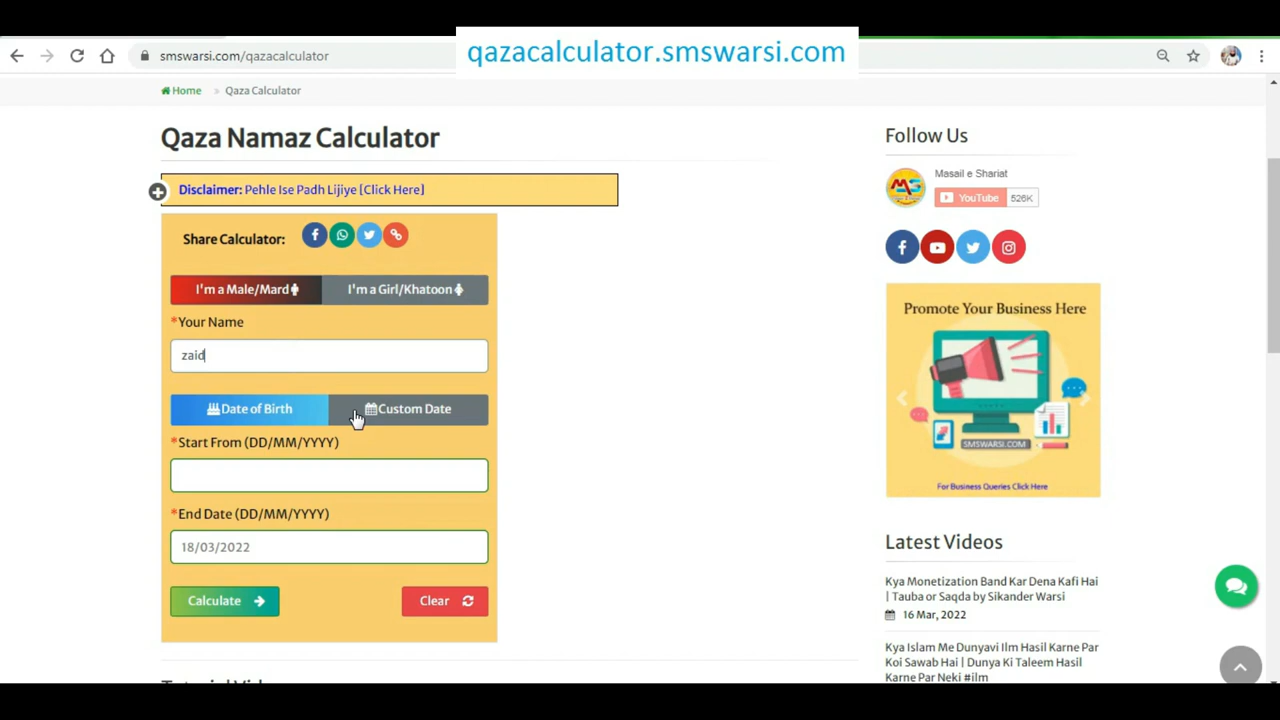 qazacalculator.smswarsi.com
smswarsi.com/qazacalculator
Home » Qaza Calculator
Qaza Namaz Calculator
Disclaimer: Pehle Ise Padh Lijiye [Click Here]
Share Calculator:
I'm a Male/Mard
I'm a Girl/Khatoon
*Your Name
zaid
Date of Birth
Custom Date
*Start From (DD/MM/YYYY)
*End Date (DD/MM/YYYY)
18/03/2022
Calculate
Clear
Follow Us
MS
Masail e Shariat
YouTube 526K
Promote Your Business Here
SMSWARSI.COM
For Business Queries Click Here
Latest Videos
Kya Monetization Band Kar Dena Kafi Hai
| Tauba or Saqda by Sikander Warsi
16 Mar, 2022
Kya Islam Me Dunyavi Ilm Hasil Karne Par
Koi Sawab Hai | Dunya Ki Taleem Hasil
Karne Par Neki #ilm